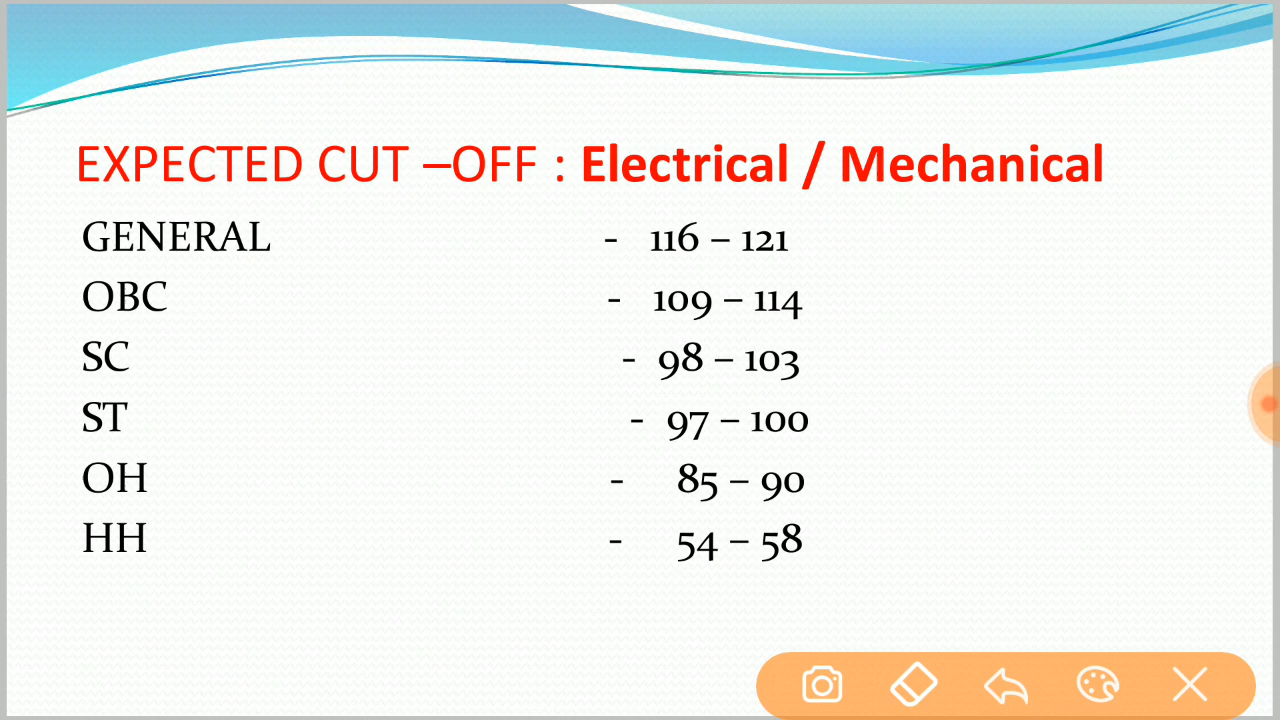 EXPECTED CUT –OFF : Electrical / Mechanical
GENERAL - 116 – 121
OBC - 109 – 114
SC - 98 – 103
ST - 97 – 100
OH - 85 – 90
HH - 54 – 58